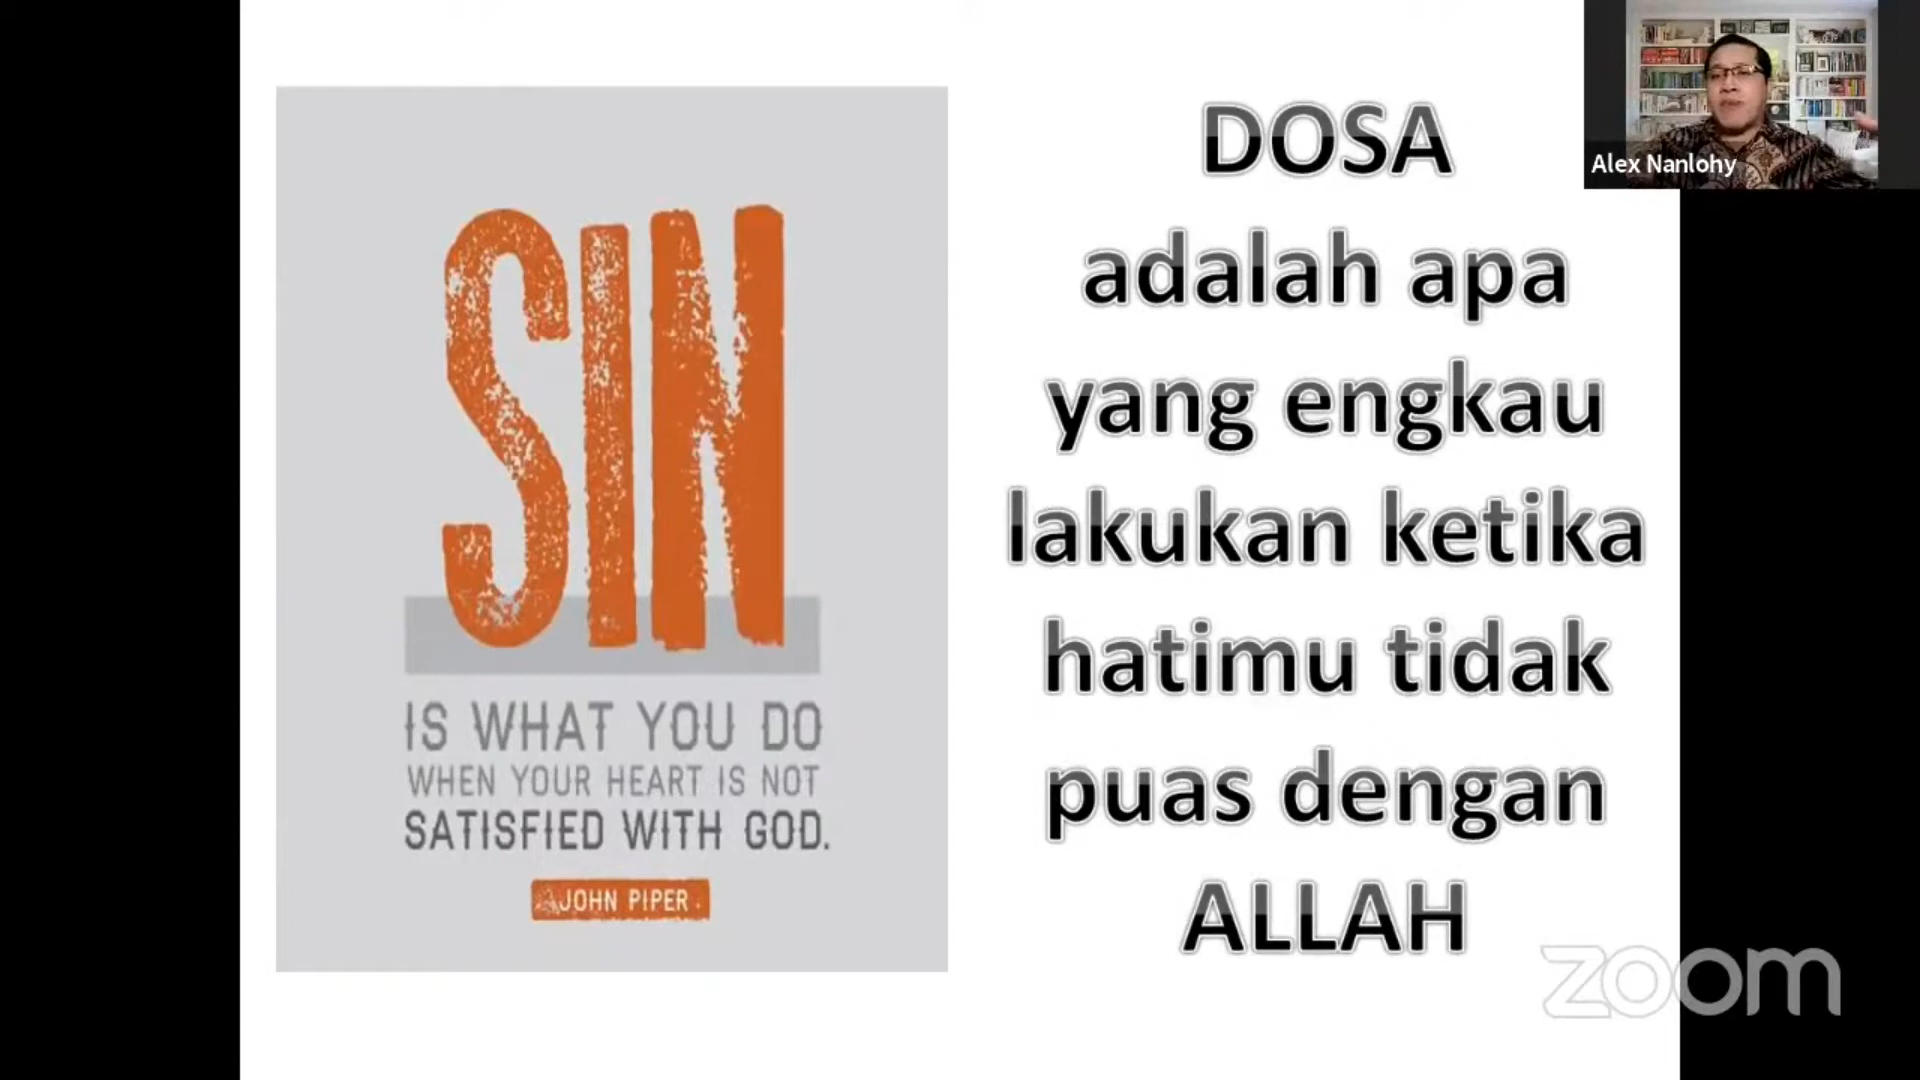 SIN
IS WHAT YOU DO
WHEN YOUR HEART IS NOT
SATISFIED WITH GOD.
JOHN PIPER
DOSA
adalah apa
yang engkau
lakukan ketika
hatimu tidak
puas dengan
ALLAH
Alex Nanlohy
zoom